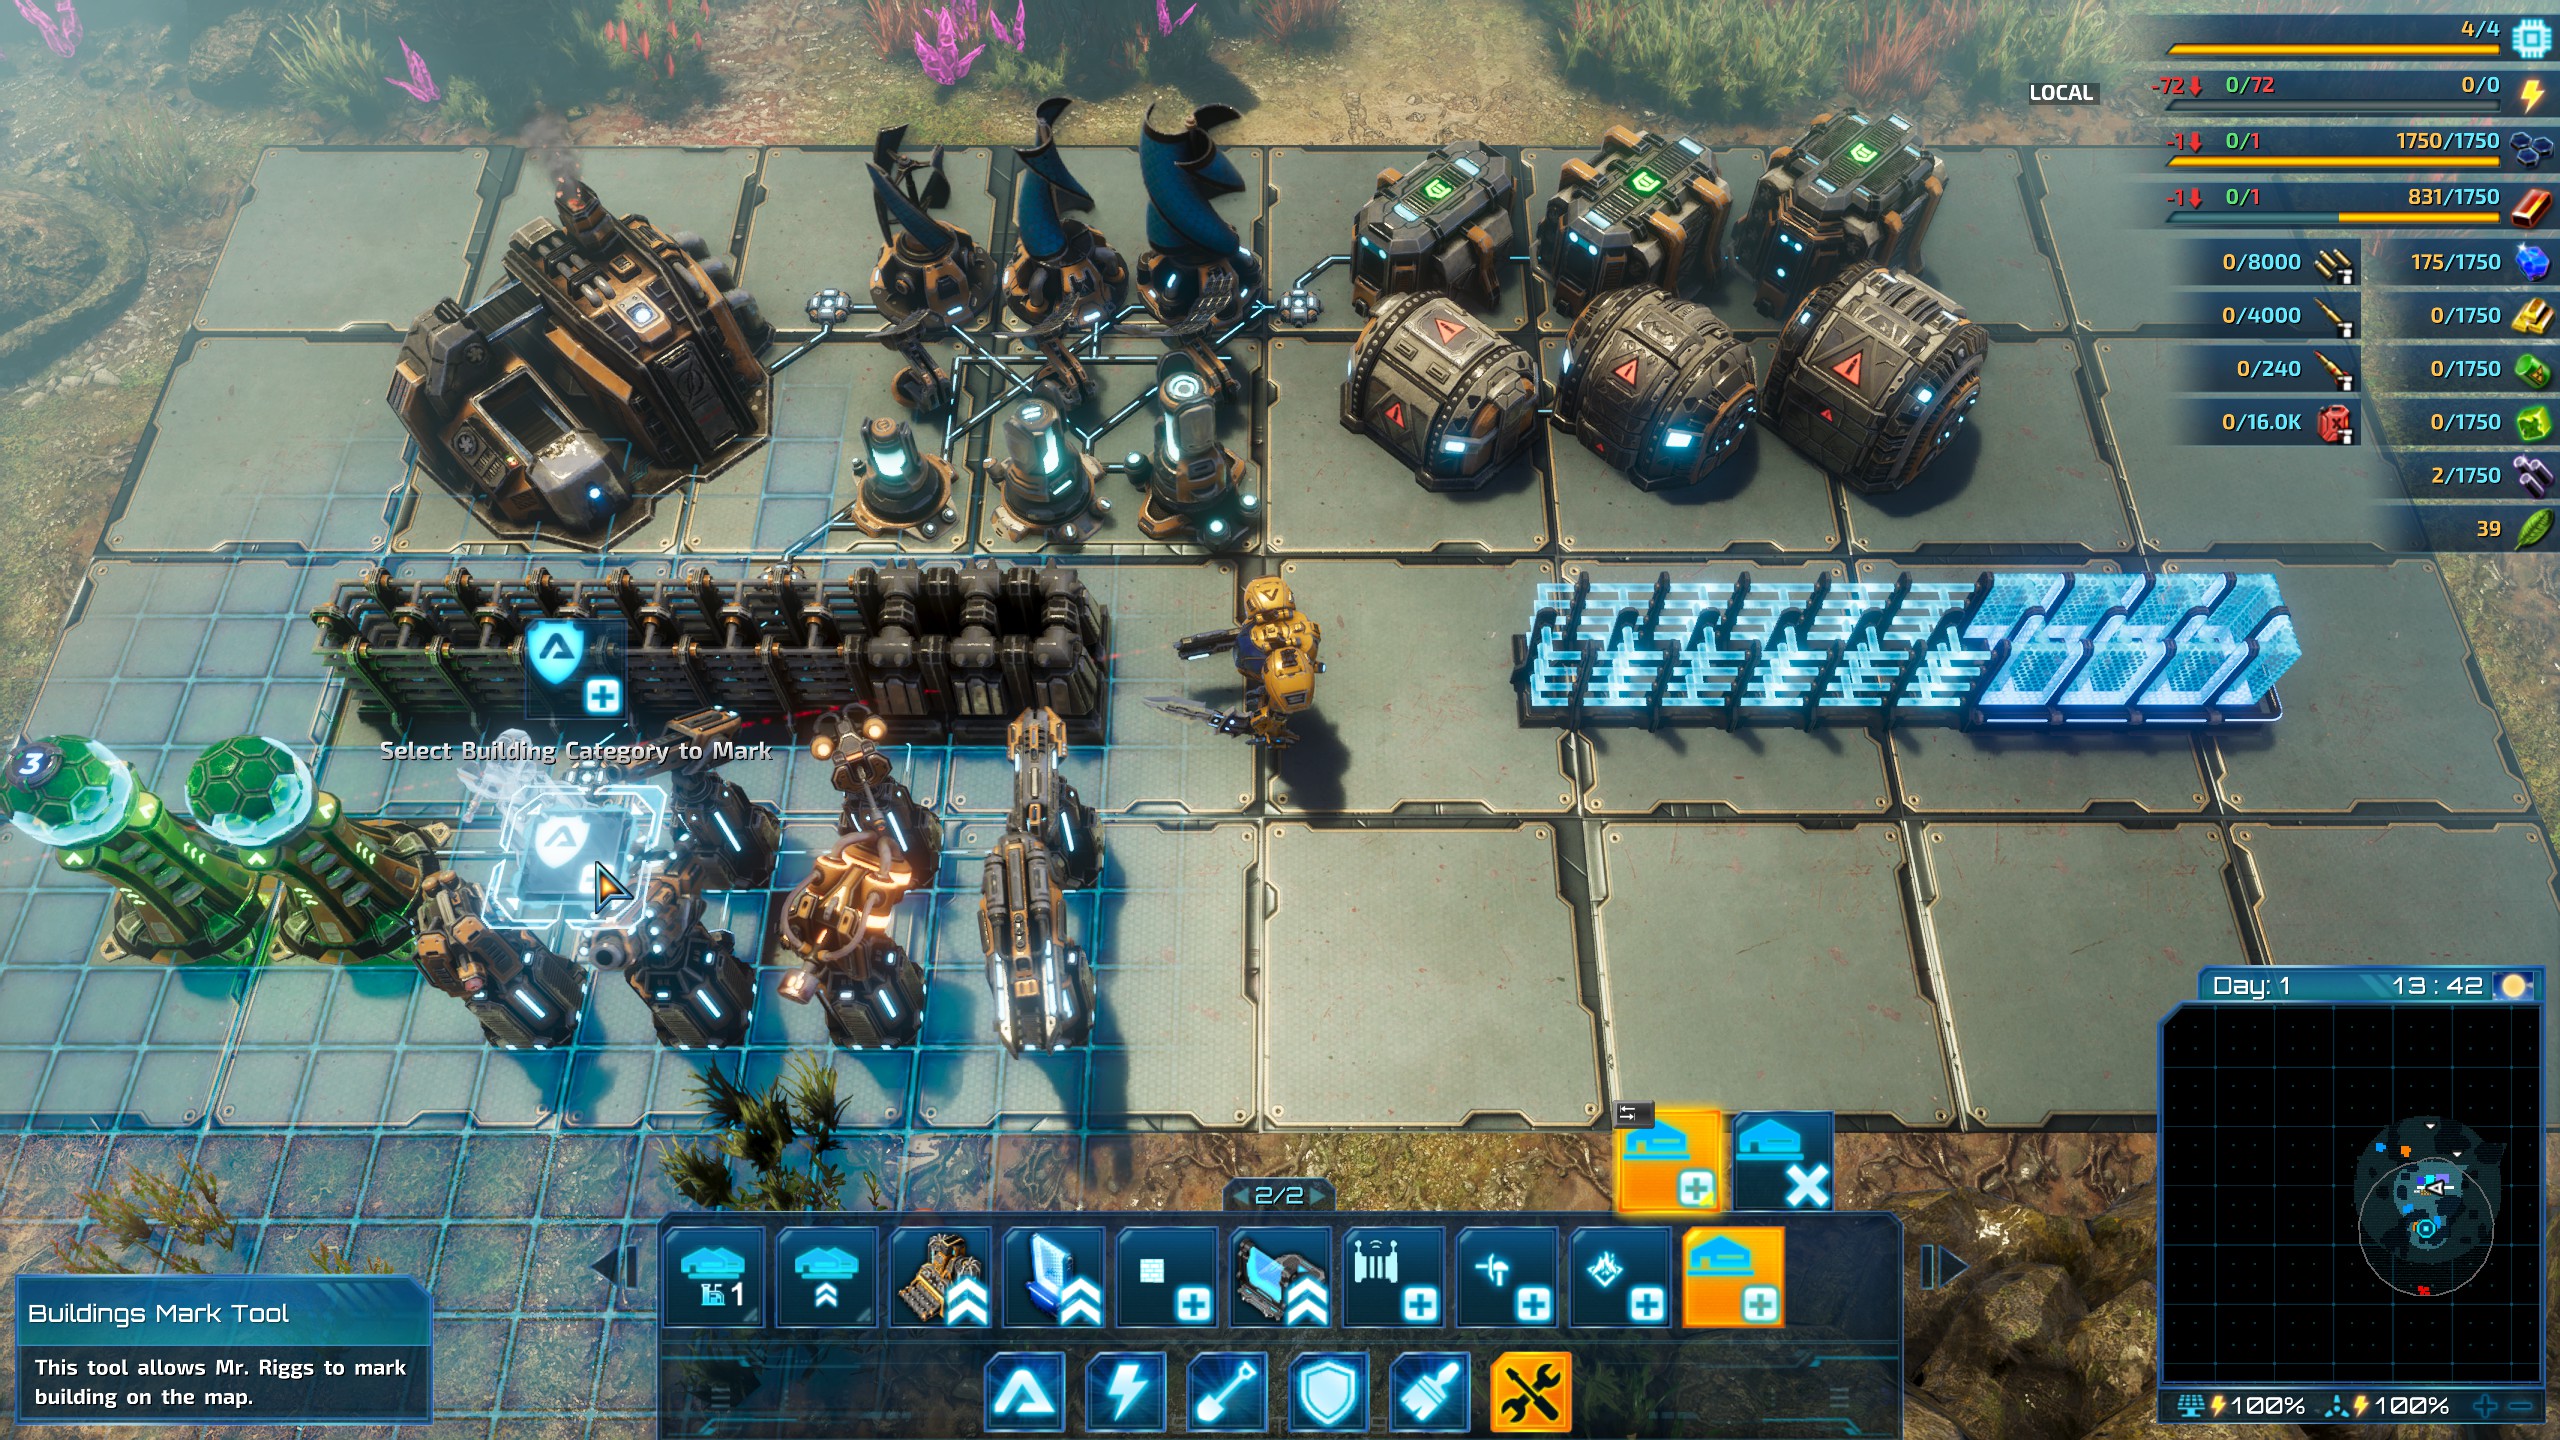 4/4
LOCAL
-72 0/72 0/0
-1 0/1 1750/1750
-1 0/1 831/1750
0/8000 175/1750
0/4000 0/1750
0/240 0/1750
0/16.0K 0/1750
2/1750
39
Select Building Category to Mark
3
Day: 1 13:42
2/2
1
Buildings Mark Tool
This tool allows Mr. Riggs to mark
building on the map.
100% 100%